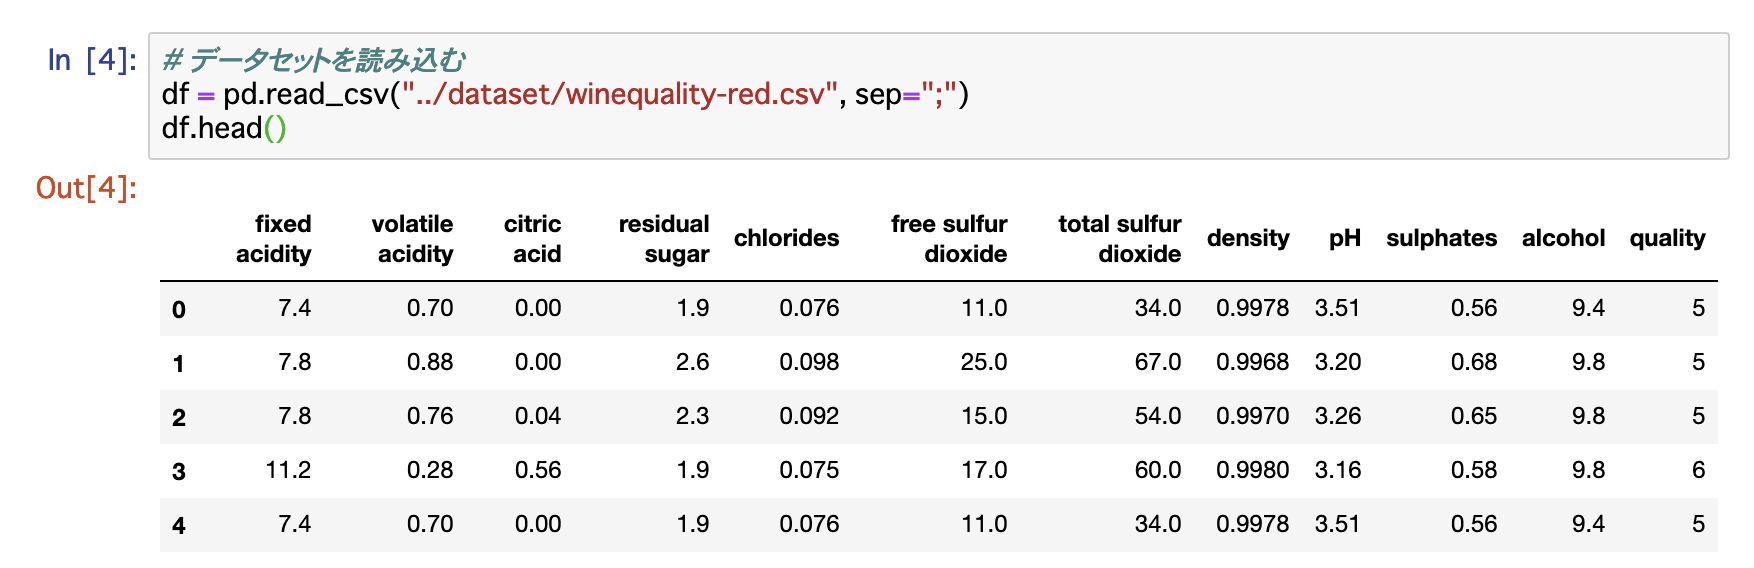 In [4]:
# データセットを読み込む
df = pd.read_csv("../dataset/winequality-red.csv", sep=";")
df.head()
Out[4]:
fixed acidity volatile acidity citric acid residual sugar chlorides free sulfur dioxide total sulfur dioxide density pH sulphates alcohol quality
0 7.4 0.70 0.00 1.9 0.076 11.0 34.0 0.9978 3.51 0.56 9.4 5
1 7.8 0.88 0.00 2.6 0.098 25.0 67.0 0.9968 3.20 0.68 9.8 5
2 7.8 0.76 0.04 2.3 0.092 15.0 54.0 0.9970 3.26 0.65 9.8 5
3 11.2 0.28 0.56 1.9 0.075 17.0 60.0 0.9980 3.16 0.58 9.8 6
4 7.4 0.70 0.00 1.9 0.076 11.0 34.0 0.9978 3.51 0.56 9.4 5